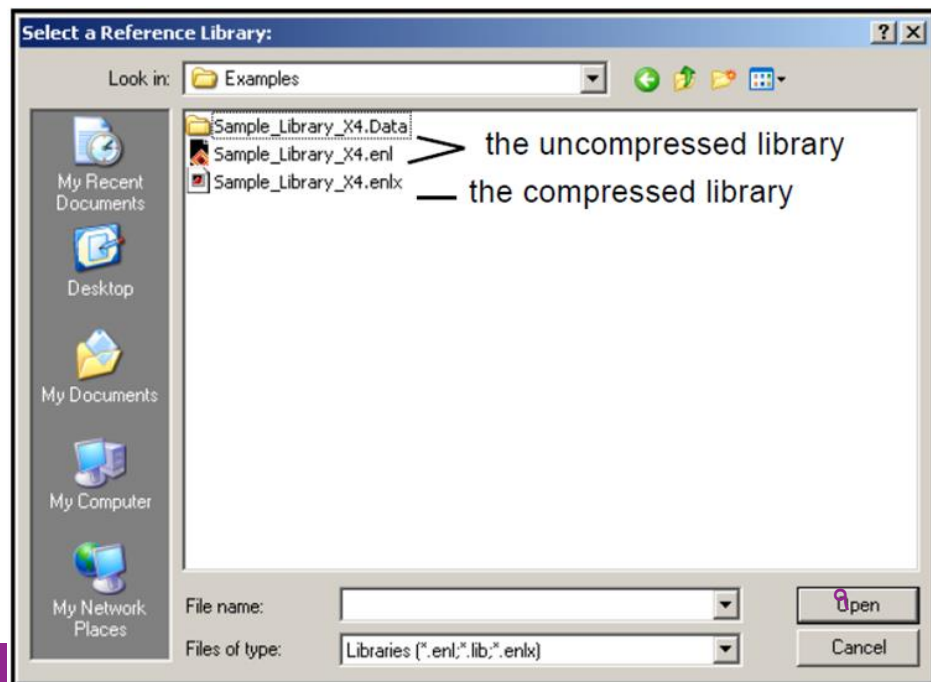 Select a Reference Library:
Look in: Examples
Sample_Library_X4.Data
Sample_Library_X4.enl
the uncompressed library
Sample_Library_X4.enlx
the compressed library
My Recent
Documents
Desktop
My Documents
My Computer
My Network
Places
File name:
Open
Files of type: Libraries (*.enl;*.lib;*.enlx)
Cancel